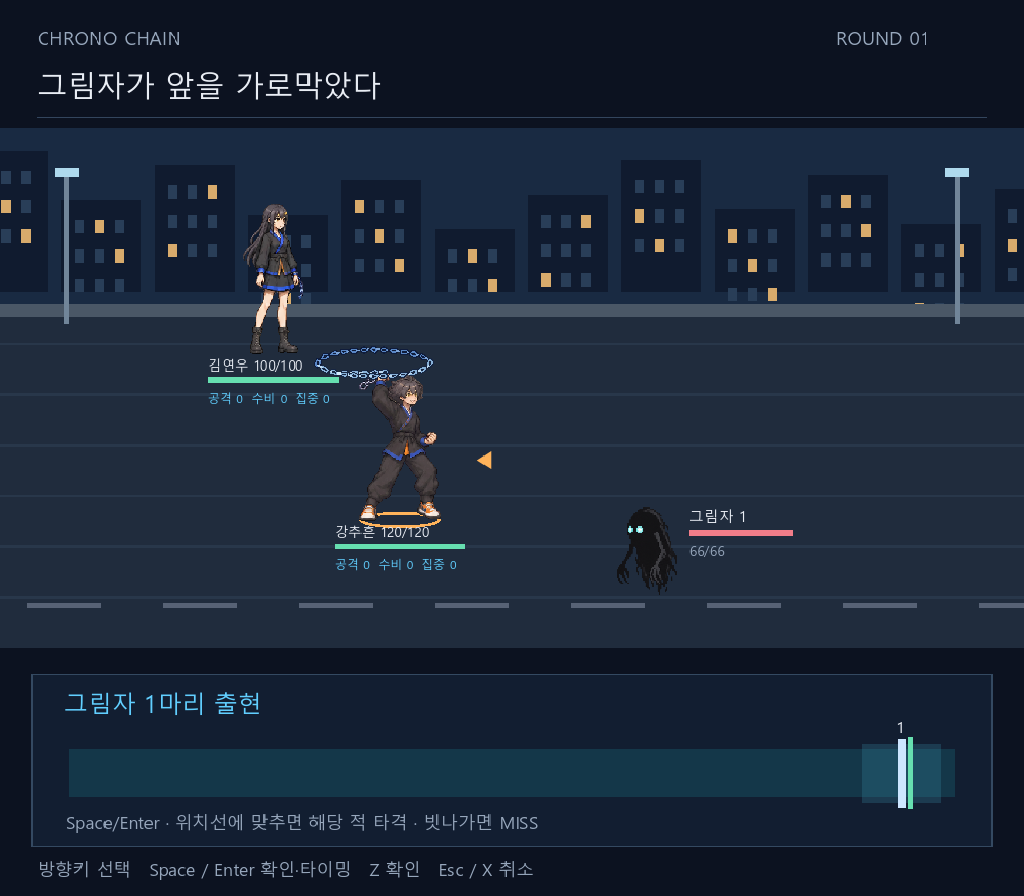 CHRONO CHAIN
ROUND 01
그림자가 앞을 가로막았다
김연우 100/100
공격 0 수비 0 집중 0
강추흔 120/120
공격 0 수비 0 집중 0
그림자 1
66/66
그림자 1마리 출현
1
Space/Enter · 위치선에 맞추면 해당 적 타격 · 빗나가면 MISS
방향키 선택 Space / Enter 확인·타이밍 Z 확인 Esc / X 취소